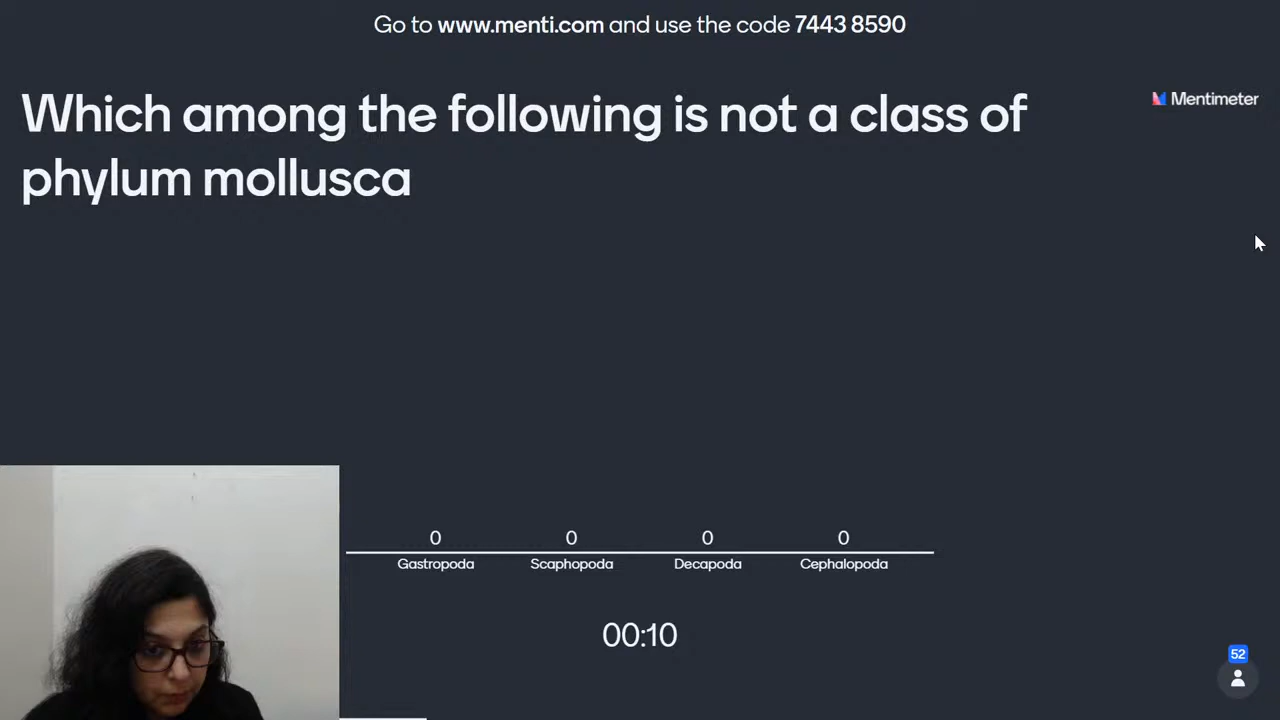 Go to www.menti.com and use the code 7443 8590
Which among the following is not a class of
phylum mollusca
Mentimeter
0 0 0 0
Gastropoda Scaphopoda Decapoda Cephalopoda
00:10
52